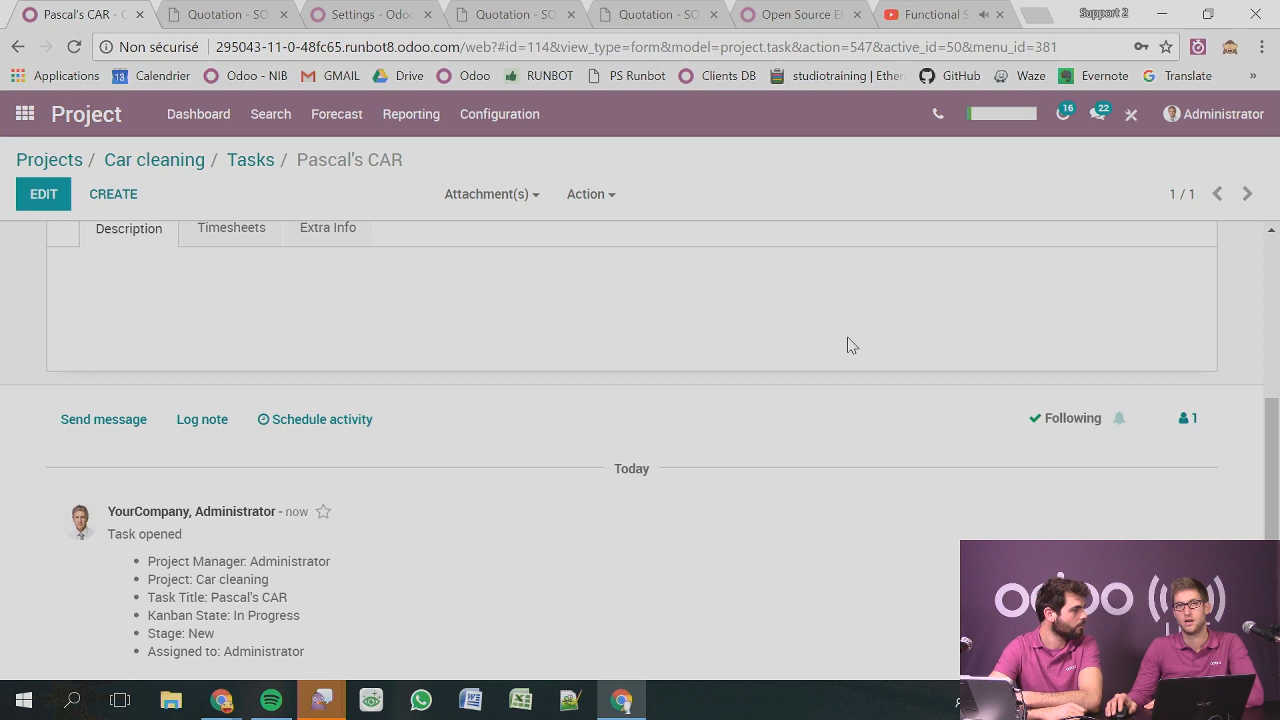 Pascal's CAR - O
Quotation - SO
Settings - Odoo
Quotation - SO
Quotation - SO
Open Source ER
Functional S
Support 2
Non sécurisé
295043-11-0-48fc65.runbot8.odoo.com/web?#id=114&view_type=form&model=project.task&action=547&active_id=50&menu_id=381
Applications
13
Calendrier
Odoo - NIB
GMAIL
Drive
Odoo
RUNBOT
PS Runbot
Clients DB
studio:training | Ether
GitHub
Waze
Evernote
Translate
»
Project
Dashboard
Search
Forecast
Reporting
Configuration
16
22
Administrator
Projects / Car cleaning / Tasks / Pascal's CAR
EDIT
CREATE
Attachment(s)
Action
1 / 1
Description
Timesheets
Extra Info
Send message
Log note
Schedule activity
Following
1
Today
YourCompany, Administrator - now
Task opened
Project Manager: Administrator
Project: Car cleaning
Task Title: Pascal's CAR
Kanban State: In Progress
Stage: New
Assigned to: Administrator
odoo